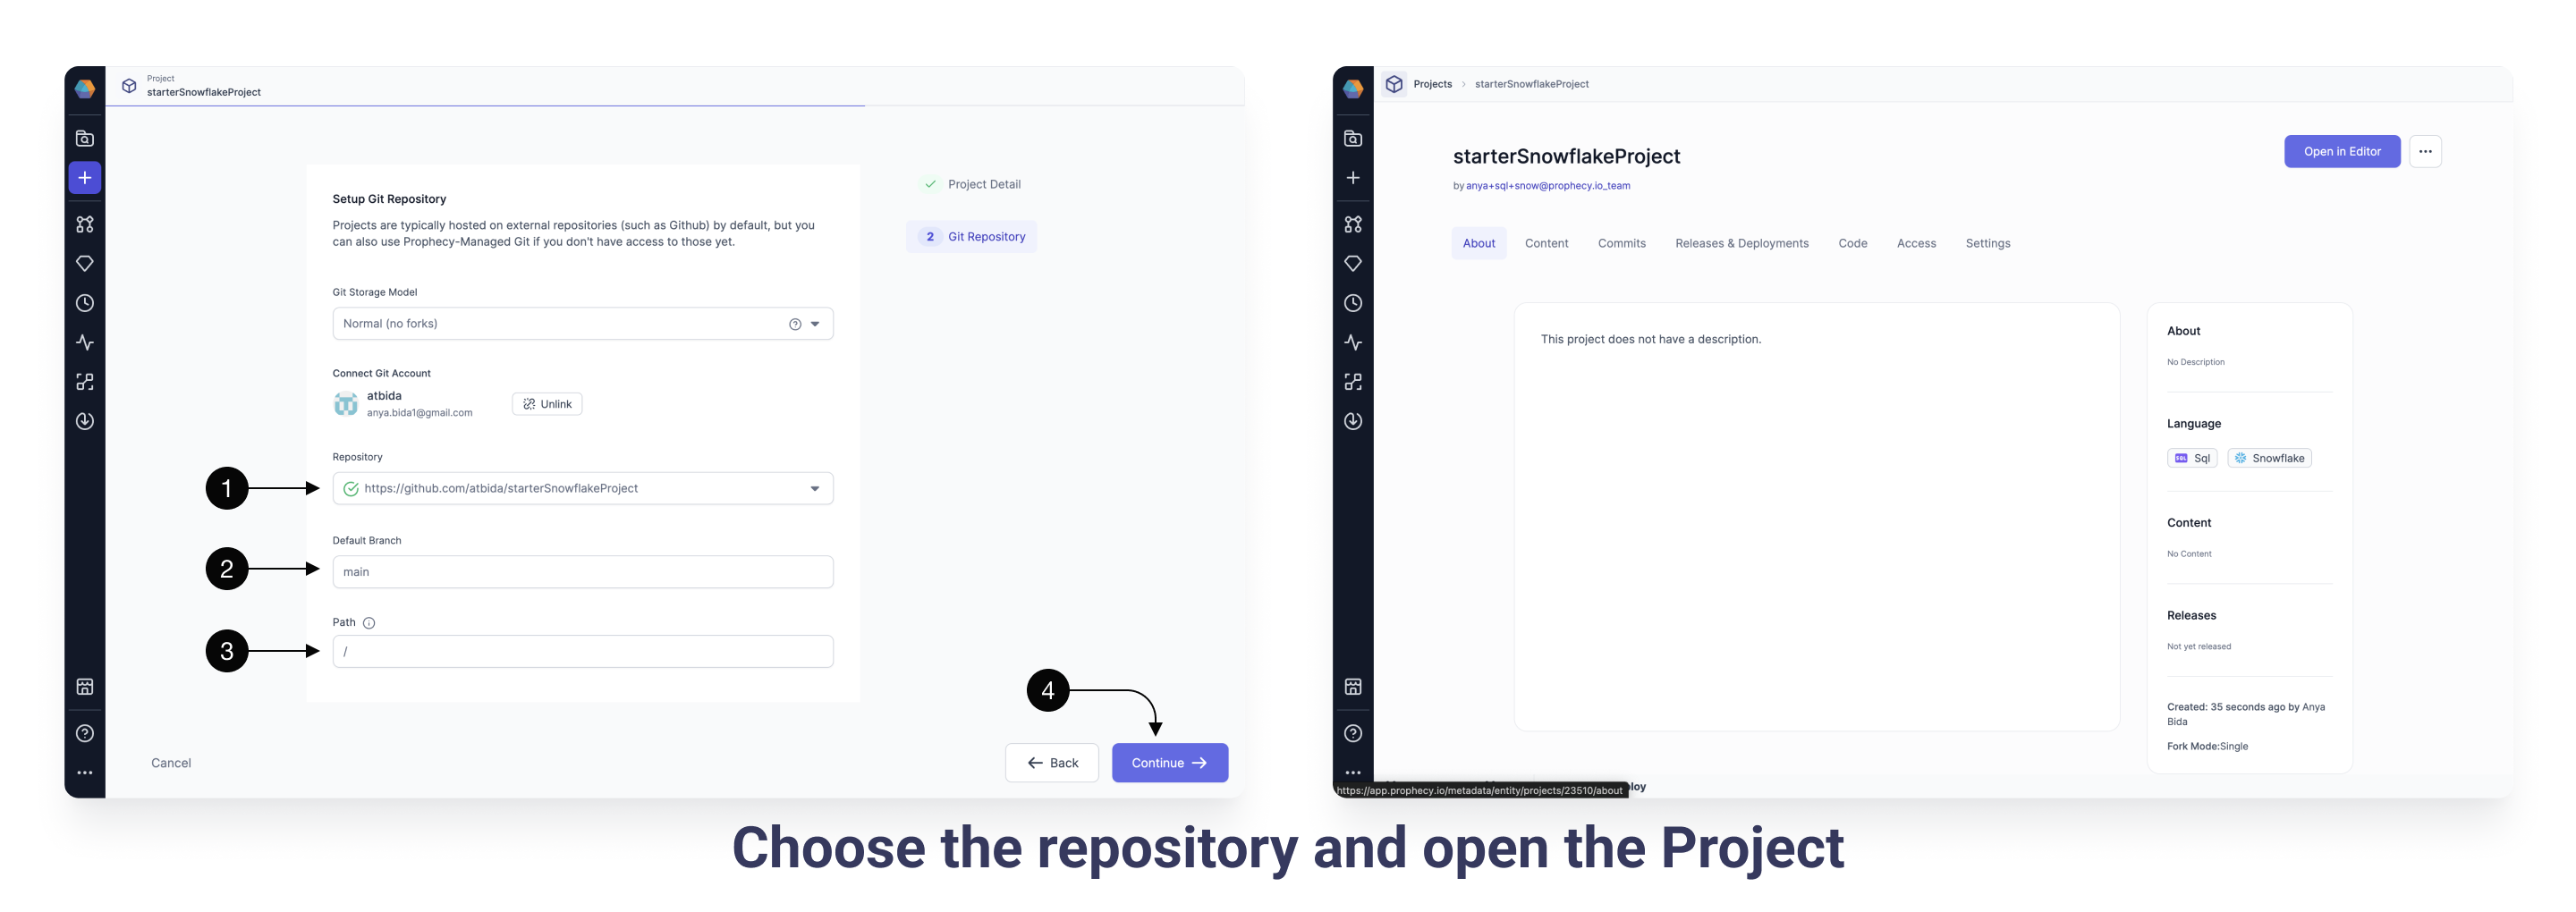 Project
starterSnowflakeProject
Setup Git Repository
Projects are typically hosted on external repositories (such as Github) by default, but you
can also use Prophecy-Managed Git if you don't have access to those yet.
Git Storage Model
Normal (no forks)
Connect Git Account
atbida
anya.bida1@gmail.com
Unlink
Repository
1
https://github.com/atbida/starterSnowflakeProject
Default Branch
2
main
Path
3
/
Project Detail
2 Git Repository
4
Cancel
Back
Continue
Projects > starterSnowflakeProject
starterSnowflakeProject
by anya+sql+snow@prophecy.io_team
Open in Editor
About Content Commits Releases & Deployments Code Access Settings
This project does not have a description.
About
No Description
Language
SQL Sql Snowflake
Content
No Content
Releases
Not yet released
Created: 35 seconds ago by Anya
Bida
Fork Mode:Single
https://app.prophecy.io/metadata/entity/projects/23510/about
loy
Choose the repository and open the Project